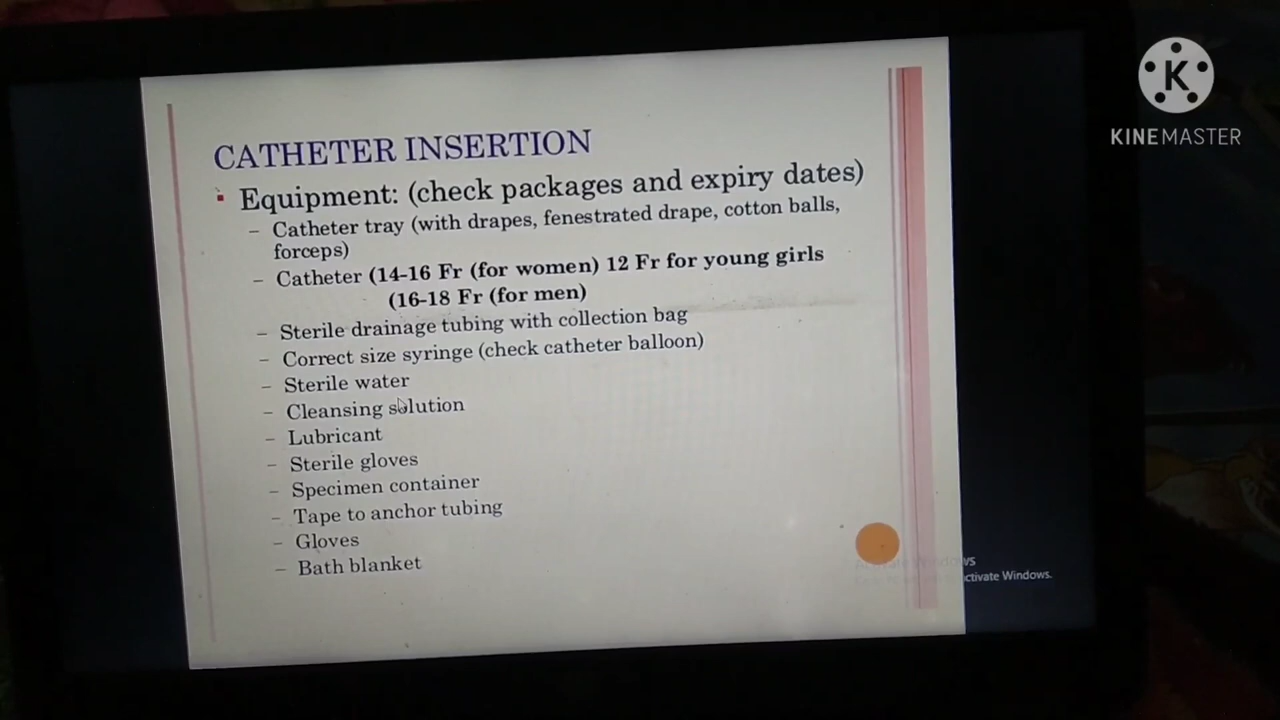 CATHETER INSERTION
Equipment: (check packages and expiry dates)
– Catheter tray (with drapes, fenestrated drape, cotton balls,
forceps)
– Catheter (14-16 Fr (for women) 12 Fr for young girls
(16-18 Fr (for men)
– Sterile drainage tubing with collection bag
– Correct size syringe (check catheter balloon)
– Sterile water
– Cleansing solution
– Lubricant
– Sterile gloves
– Specimen container
– Tape to anchor tubing
– Gloves
– Bath blanket
K
KINEMASTER
Windows.